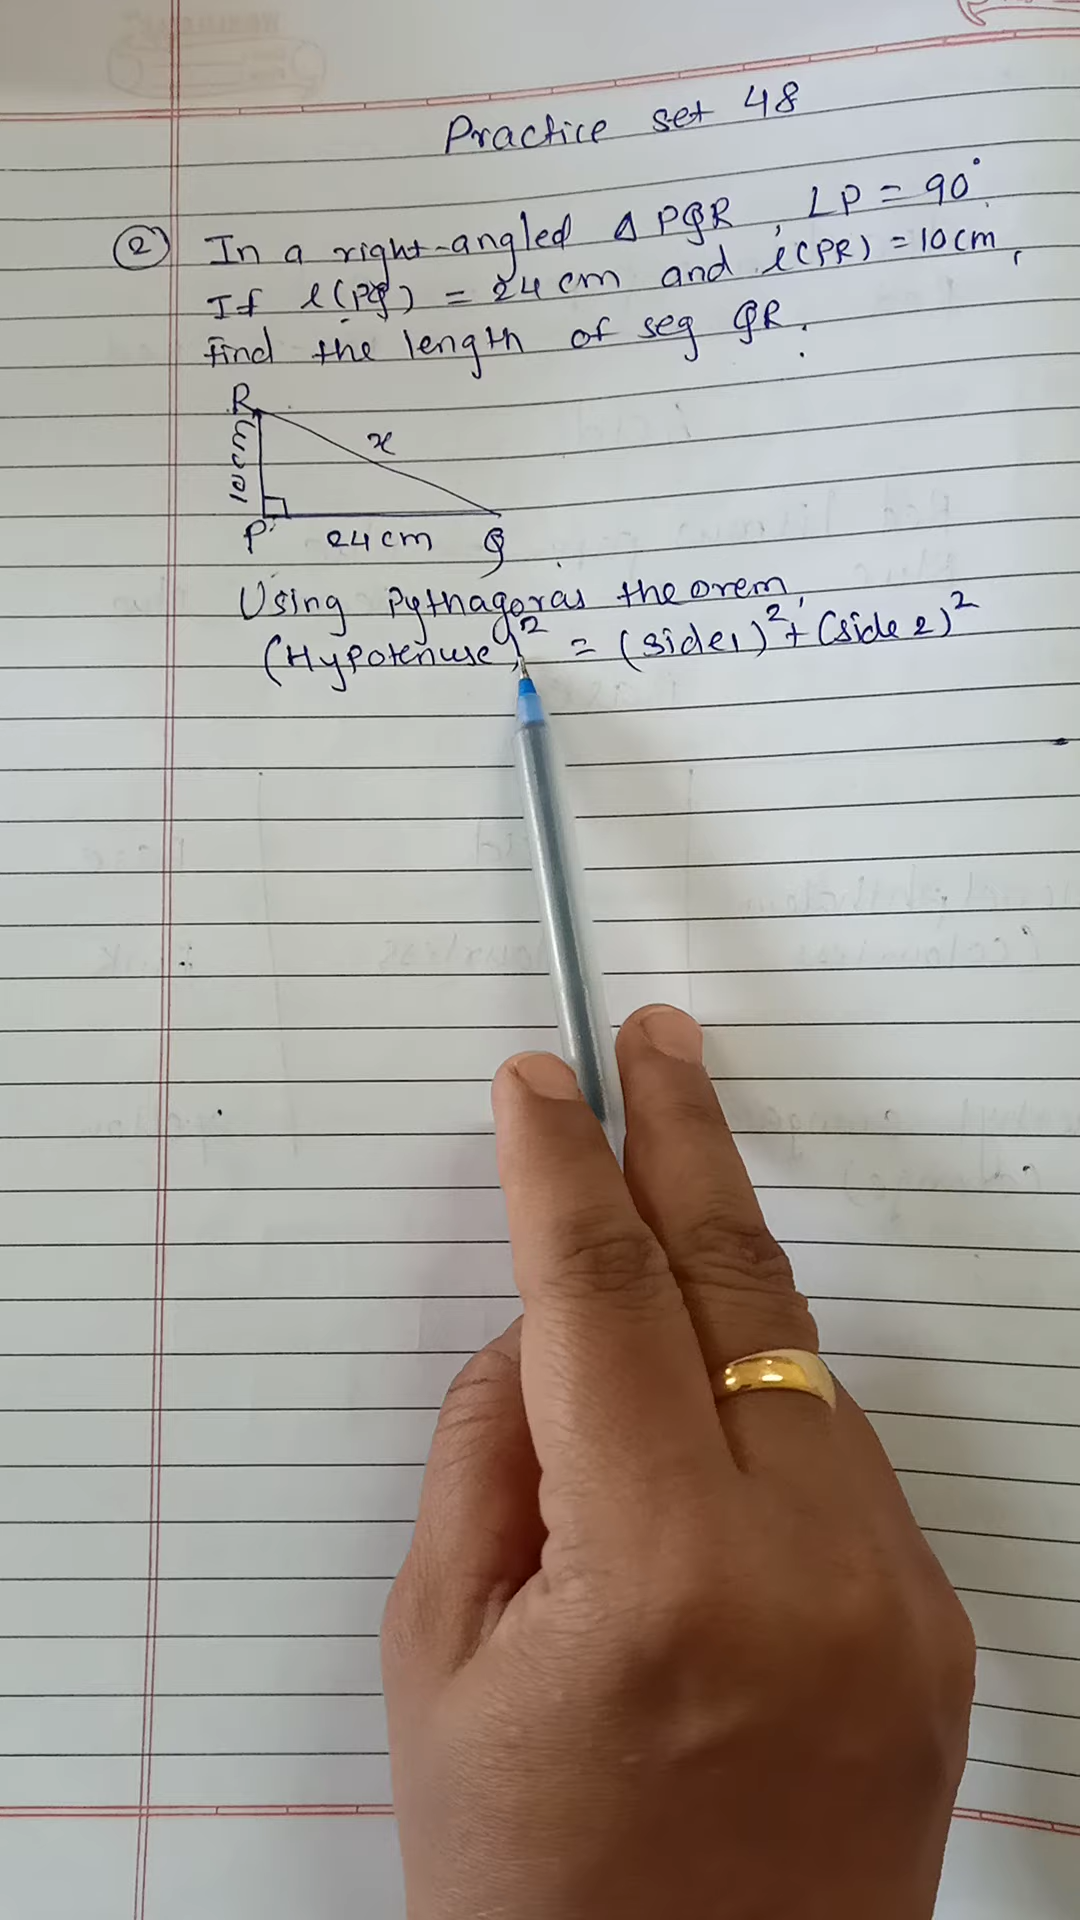 Practice set 48
② In a right-angled △ PQR, ∠P = 90°.
If l(PQ) = 24 cm and l(PR) = 10 cm,
find the length of seg QR.
R
x
10 cm
P 24 cm Q
Using Pythagoras theorem,
(Hypotenuse)² = (side1)² + (side 2)²